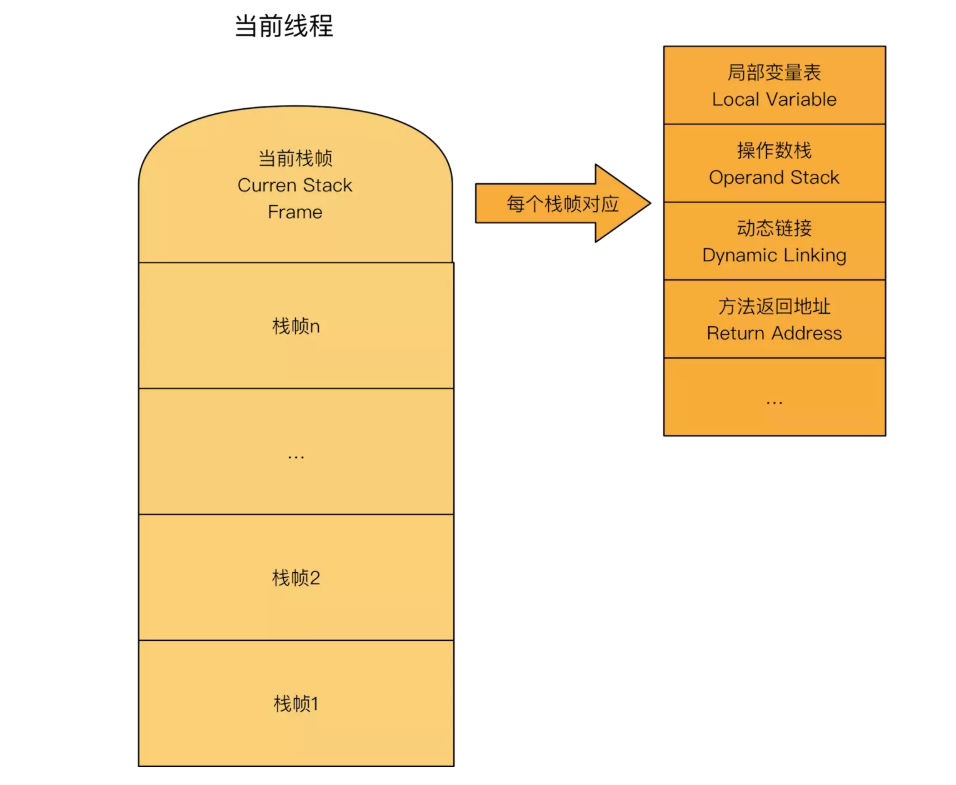 当前线程
当前栈帧
Curren Stack
Frame
栈帧n
...
栈帧2
栈帧1
每个栈帧对应
局部变量表
Local Variable
操作数栈
Operand Stack
动态链接
Dynamic Linking
方法返回地址
Return Address
...